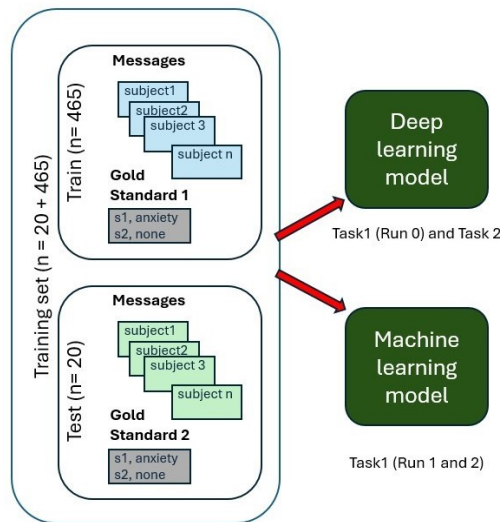 Training set (n = 20 + 465)
Train (n= 465)
Messages
subject1
subject2
subject 3
subject n
Gold
Standard 1
s1, anxiety
s2, none
Test (n= 20)
Messages
subject1
subject2
subject 3
subject n
Gold
Standard 2
s1, anxiety
s2, none
Deep
learning
model
Task1 (Run 0) and Task 2
Machine
learning
model
Task1 (Run 1 and 2)